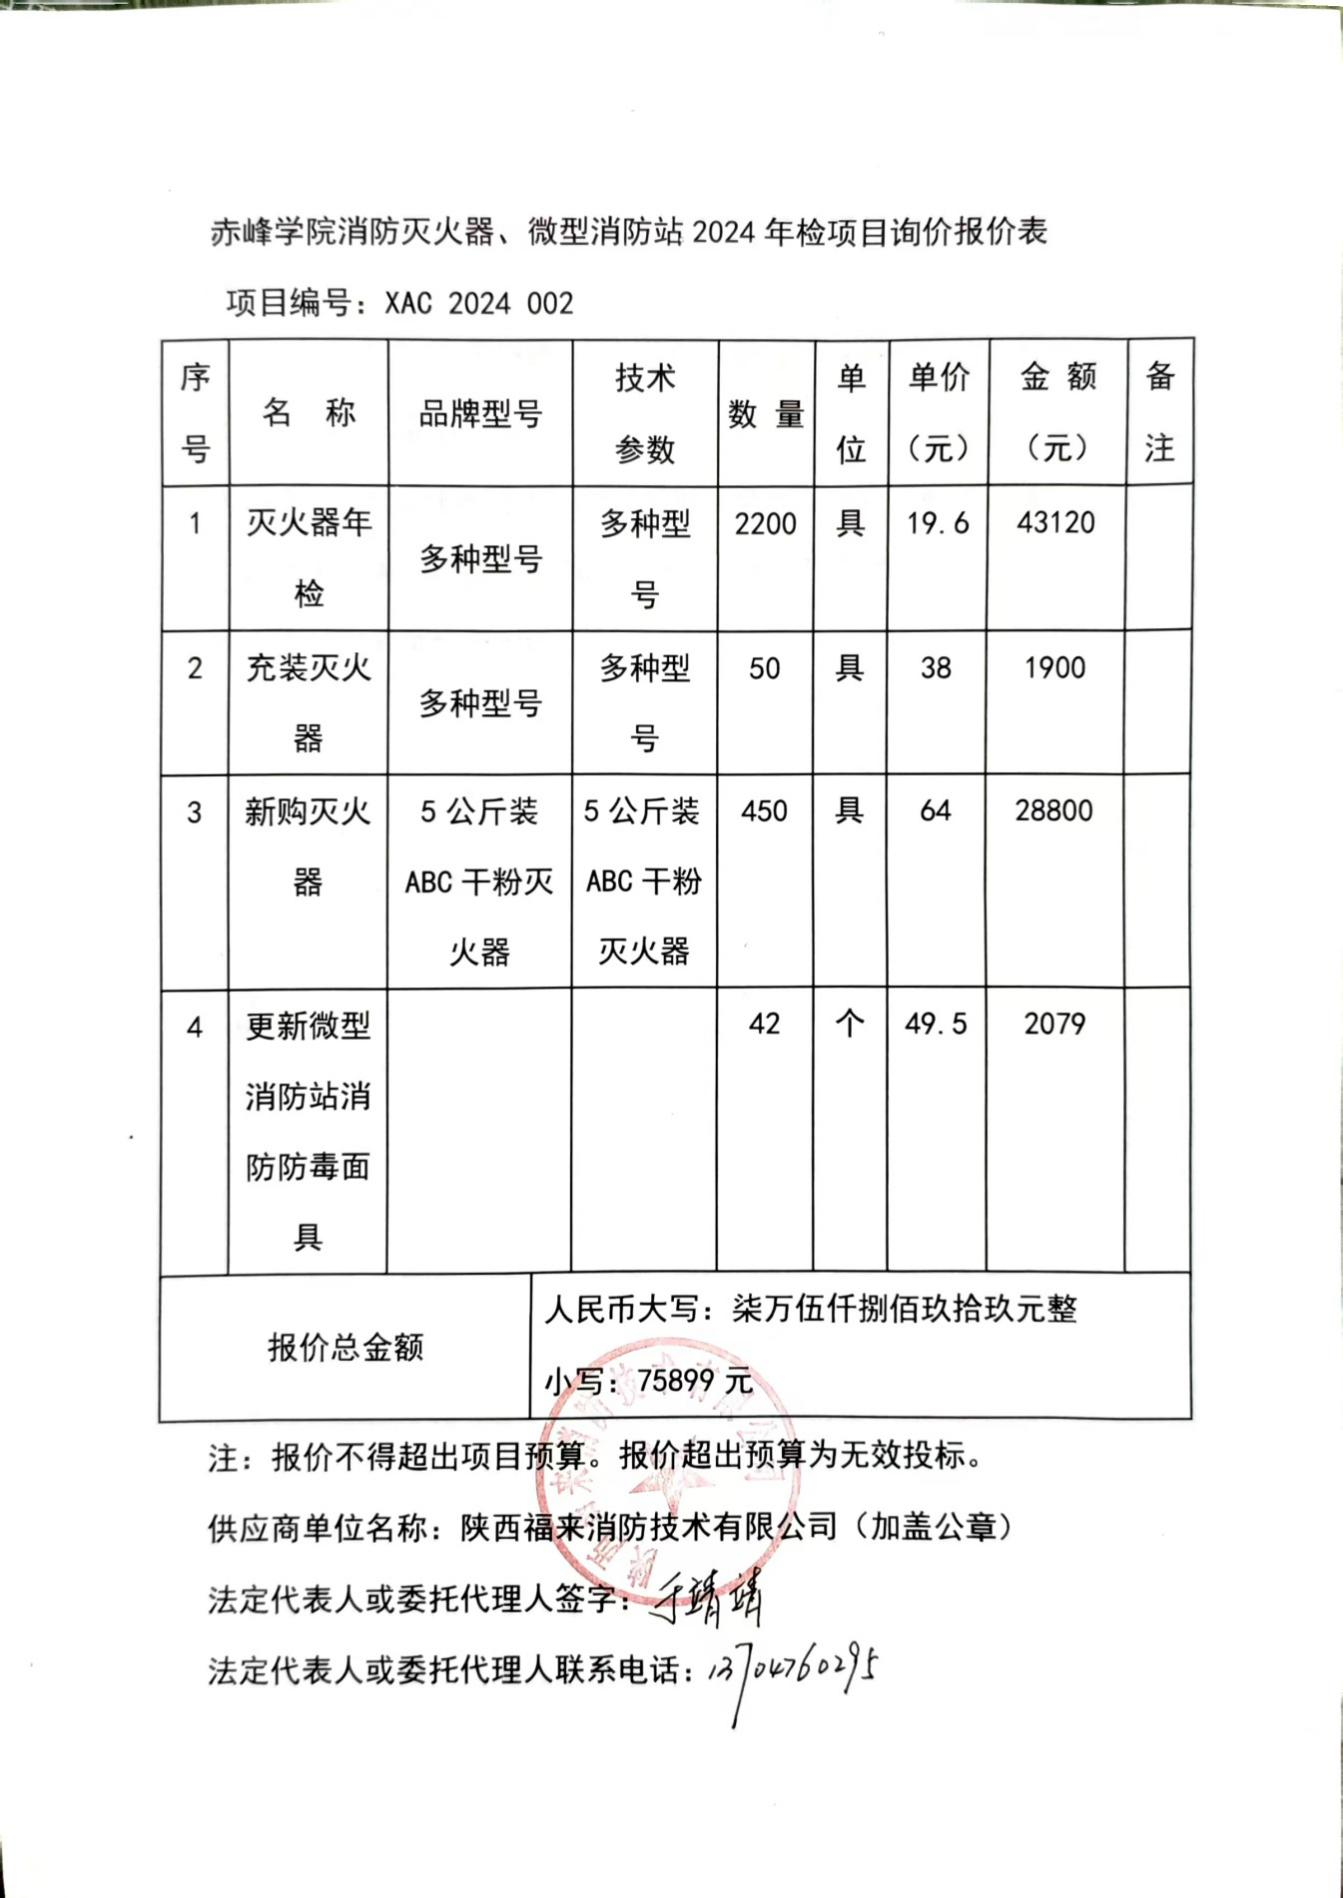 赤峰学院消防灭火器、微型消防站 2024 年检项目询价报价表
项目编号：XAC 2024 002
序号 名 称 品牌型号 技术参数 数 量 单位 单价（元） 金 额（元） 备注
1 灭火器年检 多种型号 多种型号 2200 具 19.6 43120
2 充装灭火器 多种型号 多种型号 50 具 38 1900
3 新购灭火器 5 公斤装 ABC 干粉灭火器 5 公斤装 ABC 干粉灭火器 450 具 64 28800
4 更新微型消防站消防防毒面具 42 个 49.5 2079
报价总金额
人民币大写：柒万伍仟捌佰玖拾玖元整
小写：75899 元
注：报价不得超出项目预算。报价超出预算为无效投标。
供应商单位名称：陕西福来消防技术有限公司（加盖公章）
法定代表人或委托代理人签字：于靖靖
法定代表人或委托代理人联系电话：13704760295